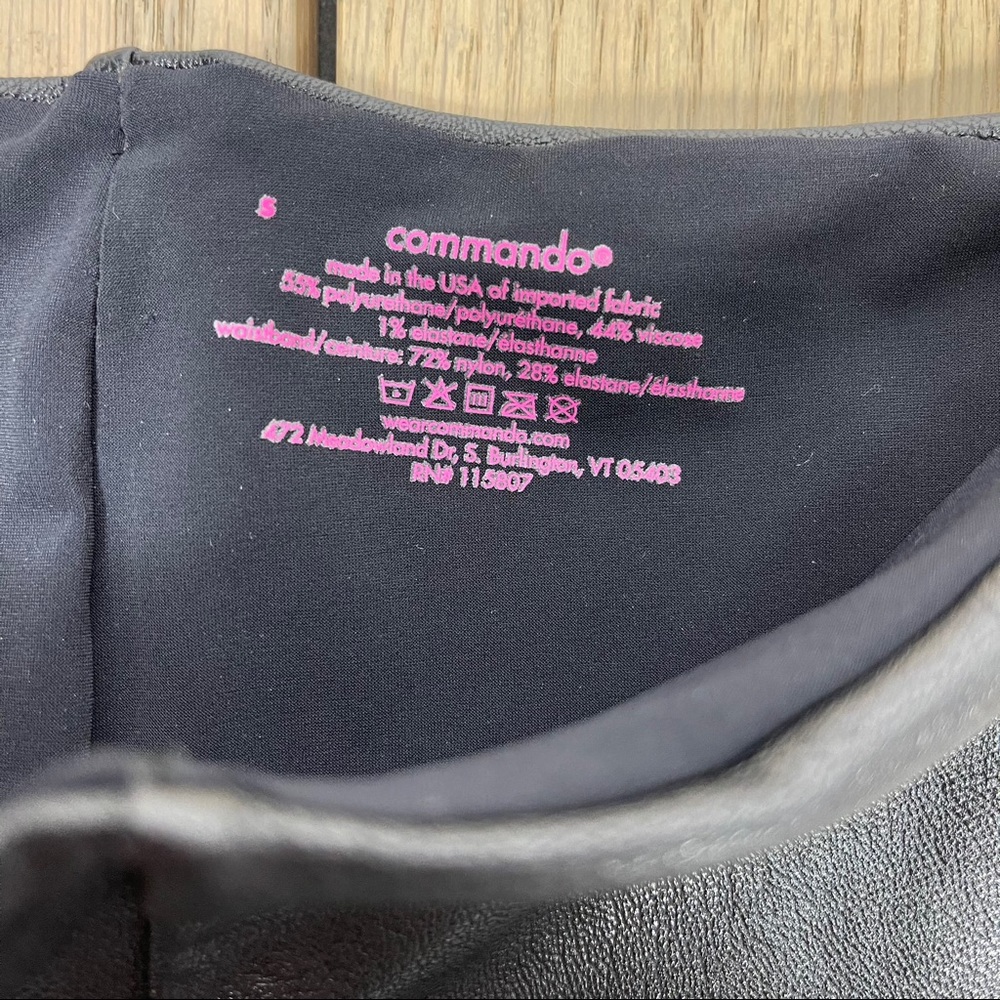 S
commando®
made in the USA of imported fabric
55% polyurethane/polyuréthane, 44% viscose
1% elastane/élasthanne
waistband/ceinture: 72% nylon, 28% elastane/élasthanne
wearcommando.com
472 Meadowland Dr, S. Burlington, VT 05403
RN# 115807